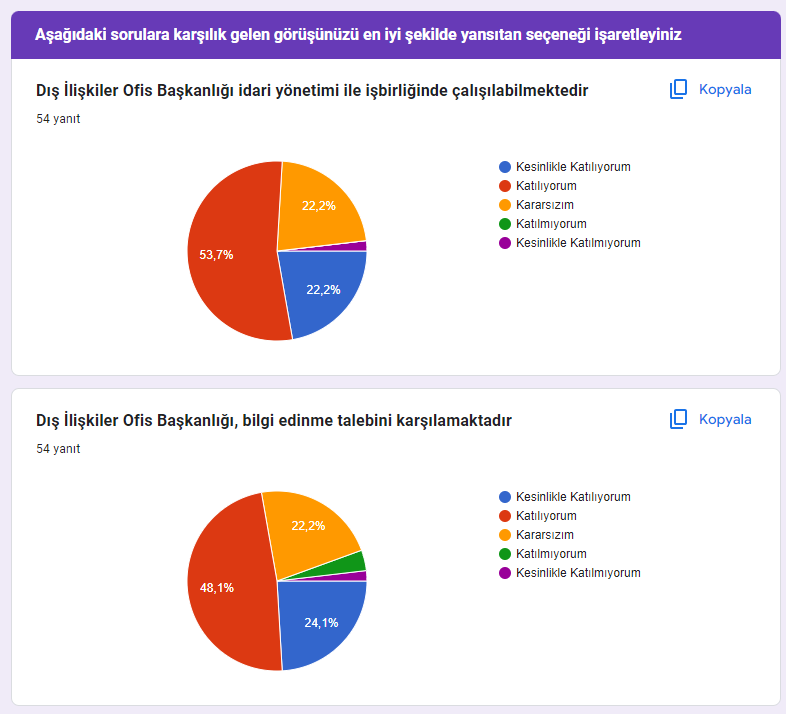 Aşağıdaki sorulara karşılık gelen görüşünüzü en iyi şekilde yansıtan seçeneği işaretleyiniz
Dış İlişkiler Ofis Başkanlığı idari yönetimi ile işbirliğinde çalışılabilmektedir
Kopyala
54 yanıt
22,2%
53,7%
22,2%
Kesinlikle Katılıyorum
Katılıyorum
Kararsızım
Katılmıyorum
Kesinlikle Katılmıyorum
Dış İlişkiler Ofis Başkanlığı, bilgi edinme talebini karşılamaktadır
Kopyala
54 yanıt
22,2%
48,1%
24,1%
Kesinlikle Katılıyorum
Katılıyorum
Kararsızım
Katılmıyorum
Kesinlikle Katılmıyorum